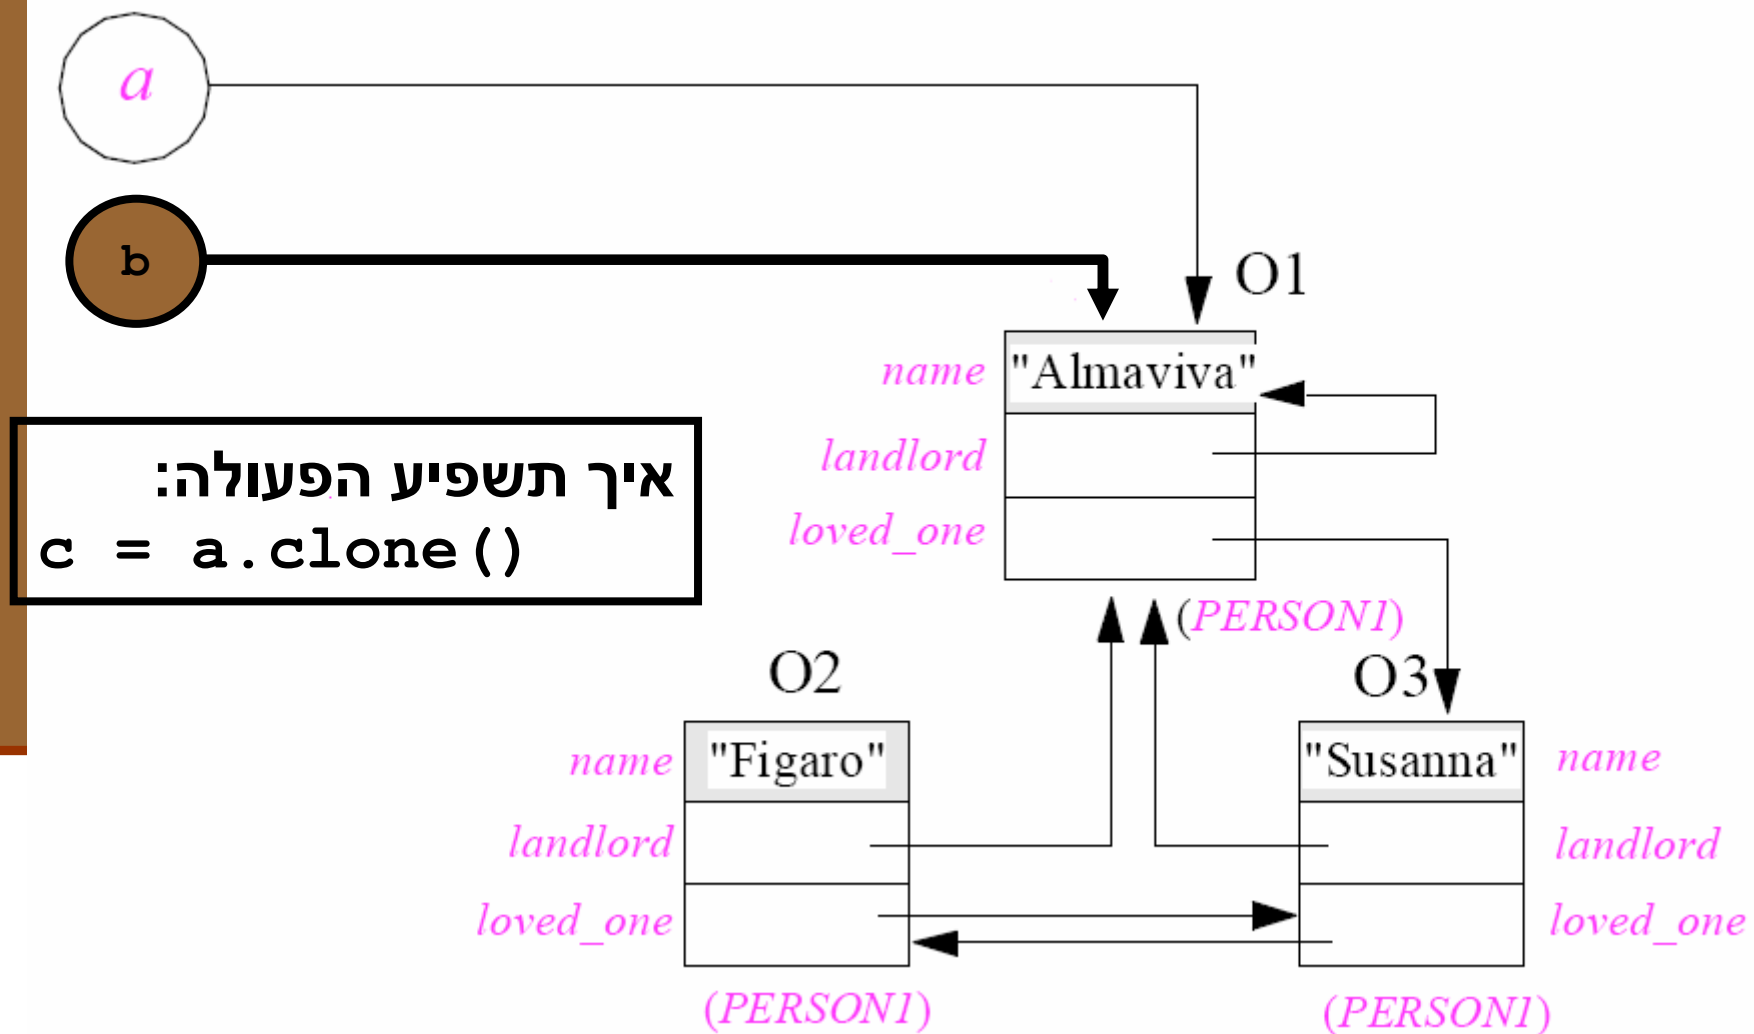 a
b
O1
name "Almaviva"
landlord
loved_one
איך תשפיע הפעולה:
c = a.clone()
(PERSON1)
O2
O3
name "Figaro"
"Susanna" name
landlord
landlord
loved_one
loved_one
(PERSON1)
(PERSON1)